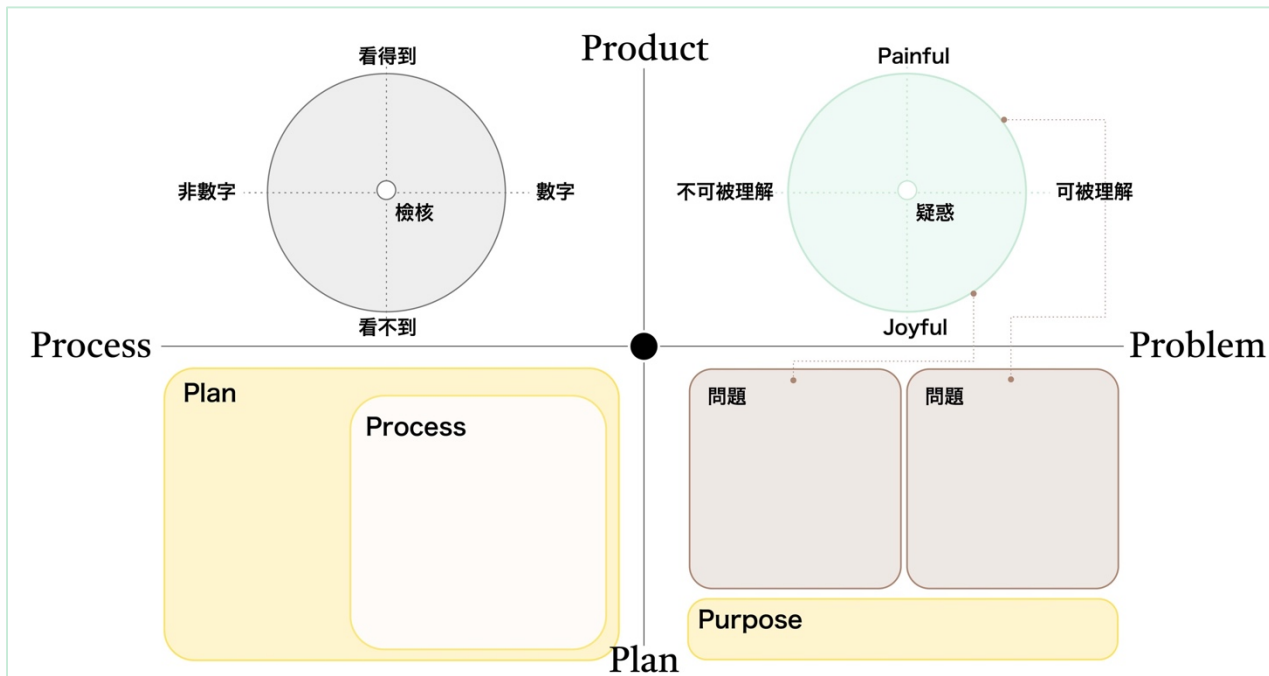 Product
看得到
非數字
數字
檢核
看不到
Painful
不可被理解
可被理解
疑惑
Joyful
Process
Problem
Plan
Process
問題
問題
Purpose
Plan